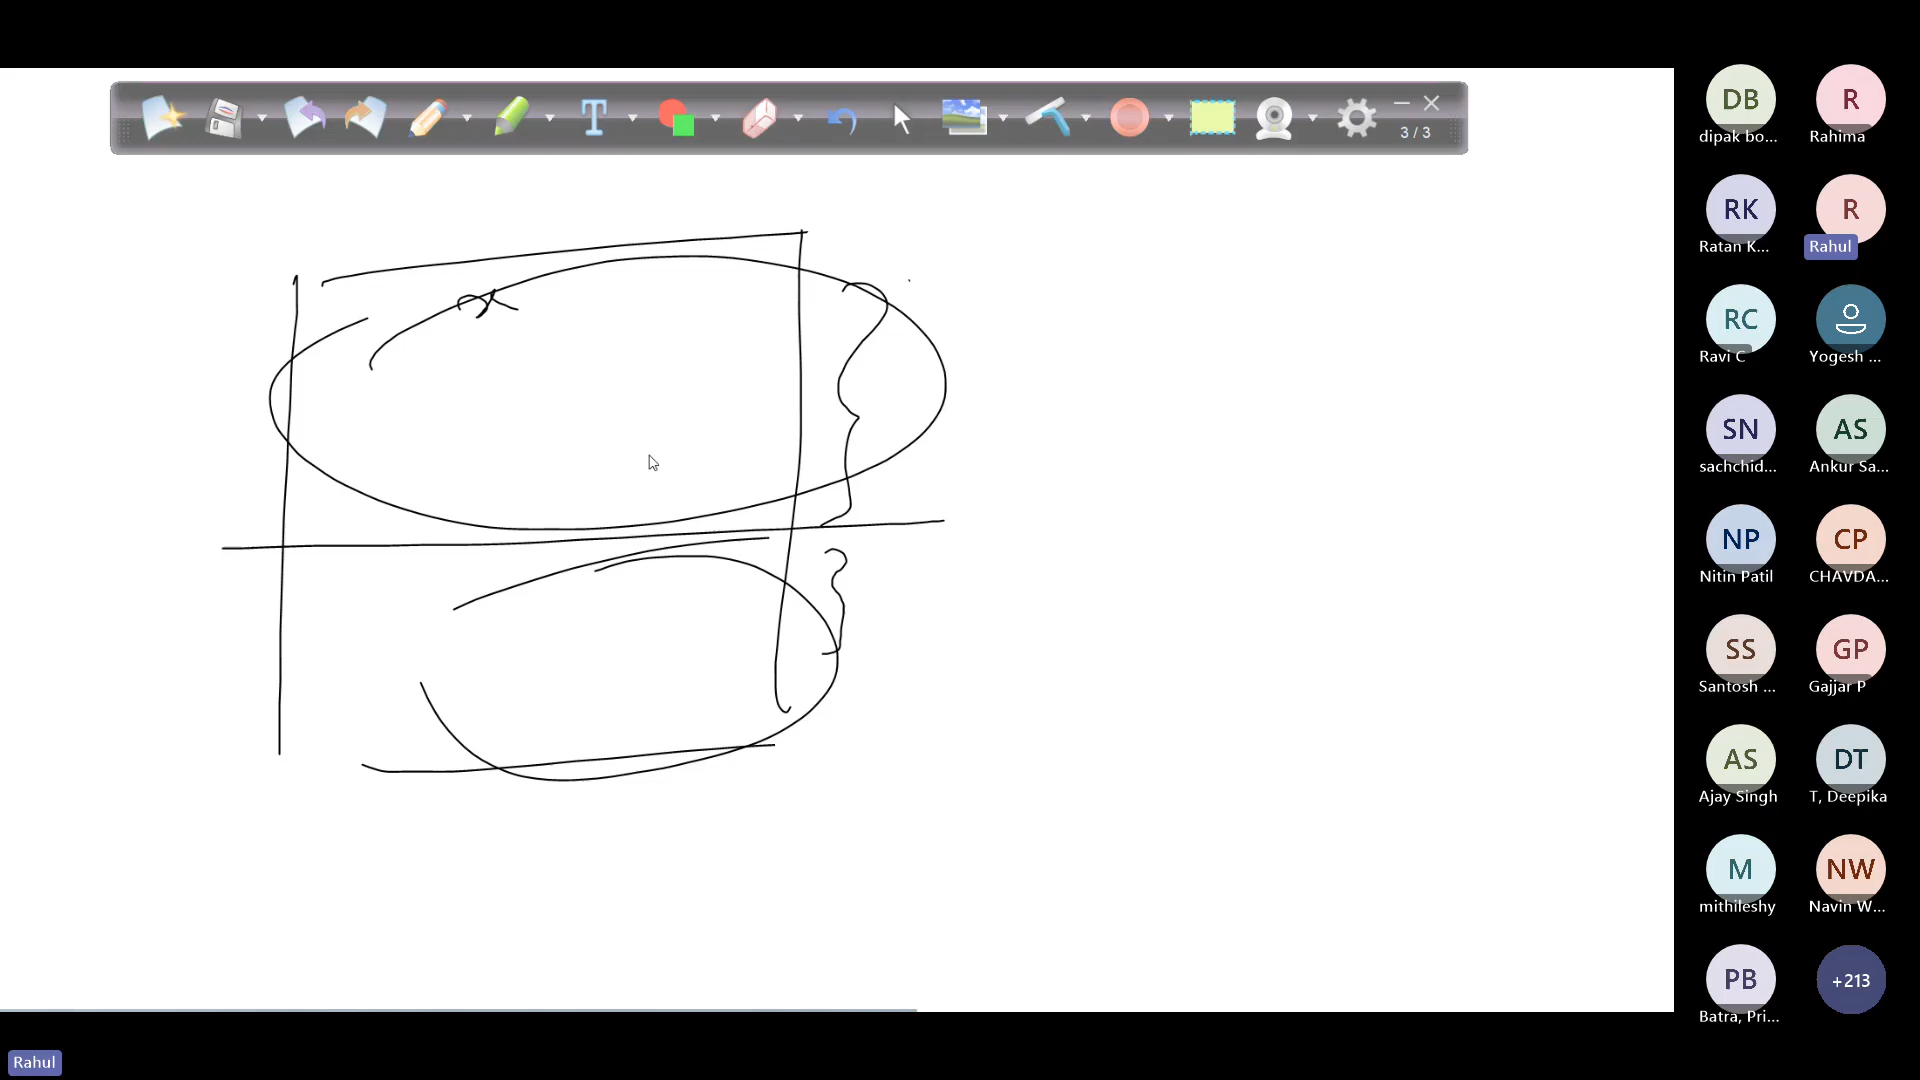 3 / 3
DB R
dipak bo... Rahima
RK R
Ratan K... Rahul
RC
Ravi C Yogesh ...
SN AS
sachchid... Ankur Sa...
NP CP
Nitin Patil CHAVDA...
SS GP
Santosh ... Gajjar P
AS DT
Ajay Singh T, Deepika
M NW
mithileshy Navin W...
PB +213
Batra, Pri...
Rahul